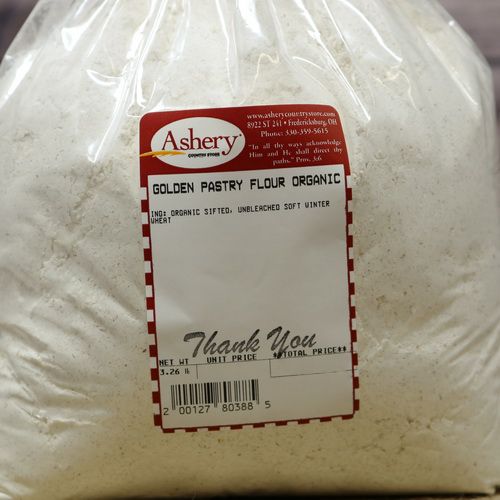 Ashery
COUNTRY STORE
www.asherycountrystore.com
8922 ST 241 • Fredericksburg, OH
Phone: 330-359-5615
"In all thy ways acknowledge
Him and He shall direct thy
paths." Prov. 3:6
GOLDEN PASTRY FLOUR ORGANIC
ING: ORGANIC SIFTED, UNBLEACHED SOFT WINTER
WHEAT
Thank You
NET WT UNIT PRICE **TOTAL PRICE**
3.26 lb
2 00127 80388 5